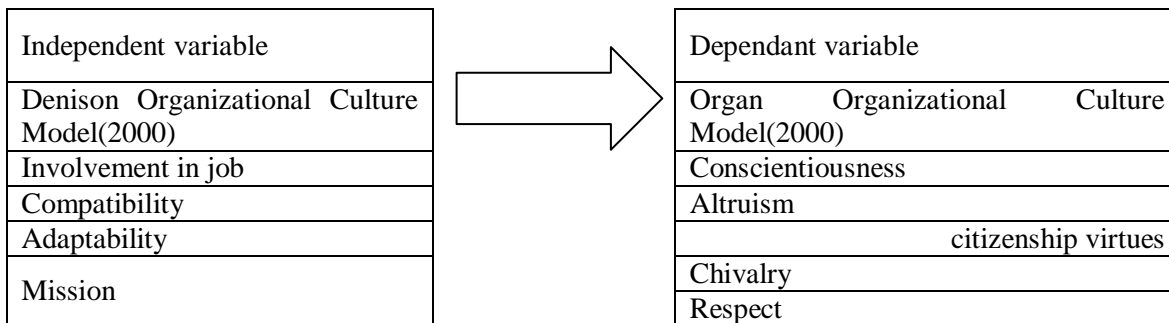 Independent variable
Denison Organizational Culture
Model(2000)
Involvement in job
Compatibility
Adaptability
Mission
Dependant variable
Organ Organizational Culture
Model(2000)
Conscientiousness
Altruism
citizenship virtues
Chivalry
Respect